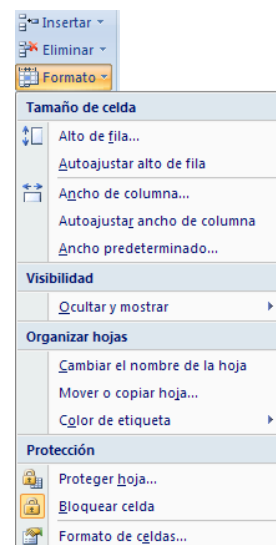 Insertar
Eliminar
Formato
Tamaño de celda
Alto de fila...
Autoajustar alto de fila
Ancho de columna...
Autoajustar ancho de columna
Ancho predeterminado...
Visibilidad
Ocultar y mostrar
Organizar hojas
Cambiar el nombre de la hoja
Mover o copiar hoja...
Color de etiqueta
Protección
Proteger hoja...
Bloquear celda
Formato de celdas...